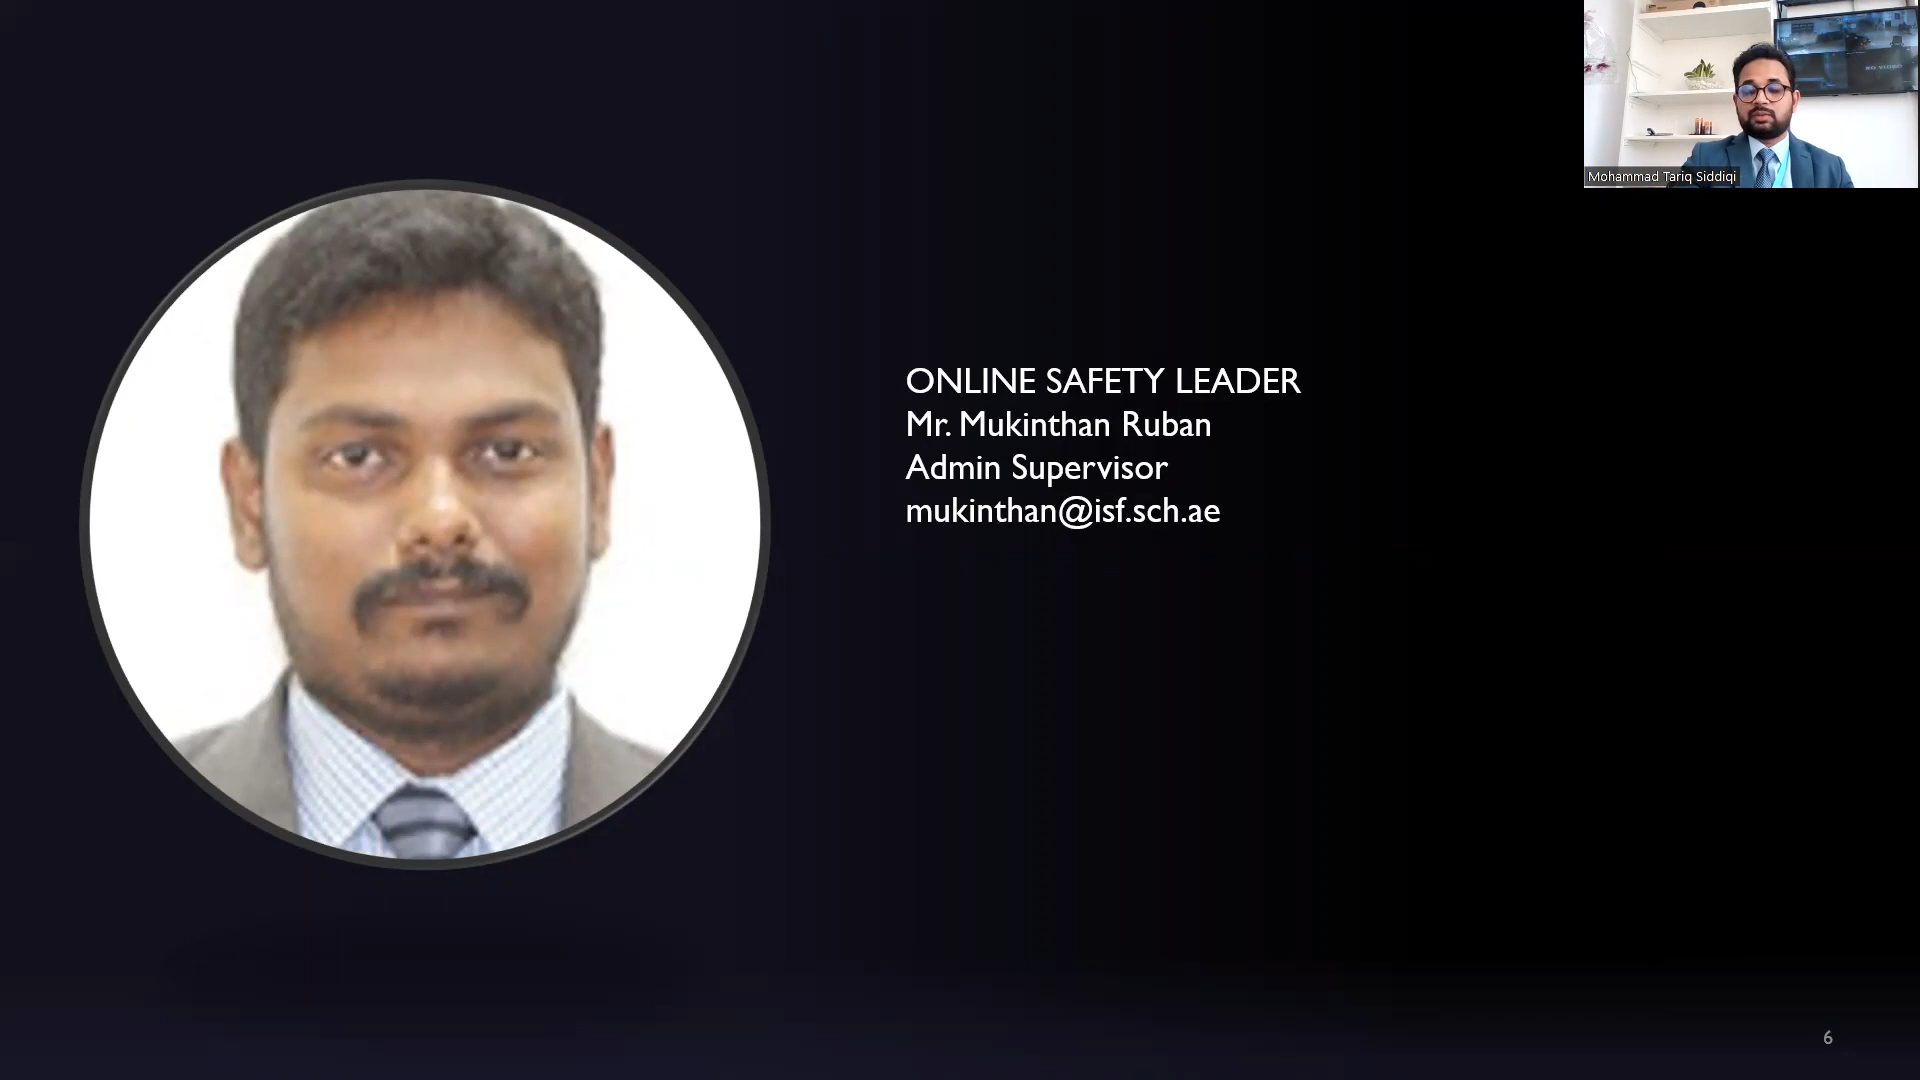 Mohammad Tariq Siddiqi
ONLINE SAFETY LEADER
Mr. Mukinthan Ruban
Admin Supervisor
mukinthan@isf.sch.ae
6